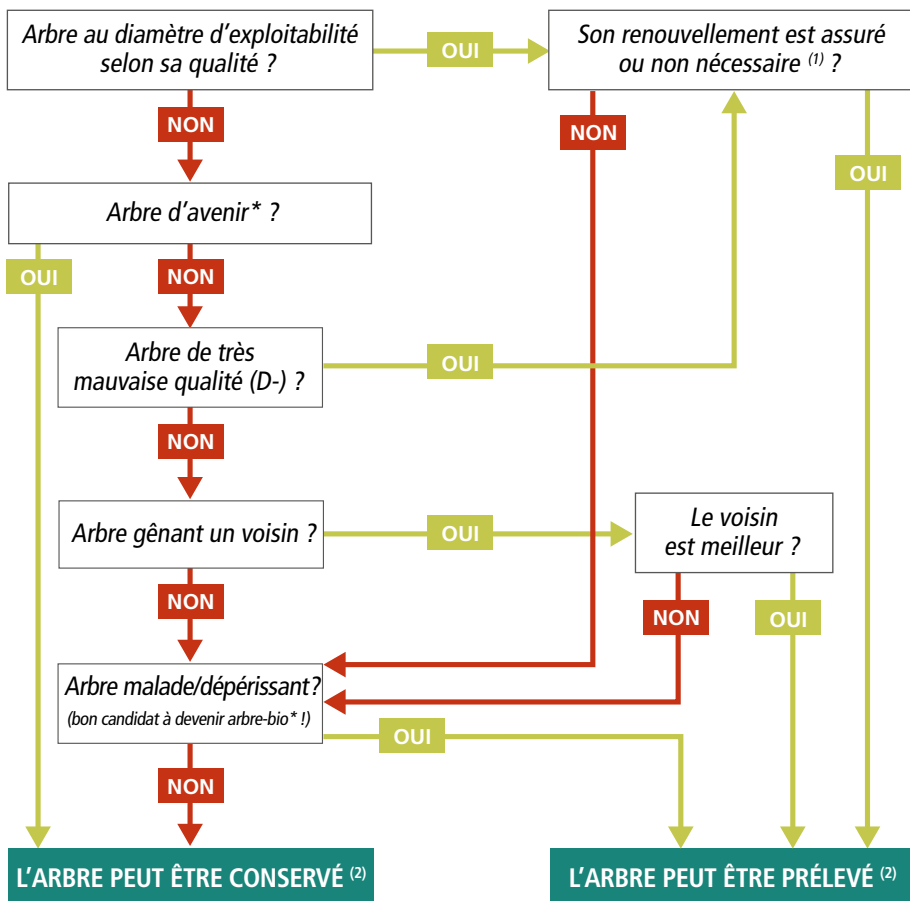 Arbre au diamètre d'exploitabilité
selon sa qualité ?
OUI
Son renouvellement est assuré
ou non nécessaire (1) ?
NON
NON
OUI
Arbre d'avenir* ?
OUI
NON
Arbre de très
mauvaise qualité (D-) ?
OUI
NON
Arbre gênant un voisin ?
OUI
Le voisin
est meilleur ?
NON
NON
OUI
Arbre malade/dépérissant?
(bon candidat à devenir arbre-bio* !)
OUI
NON
L'ARBRE PEUT ÊTRE CONSERVÉ (2)
L'ARBRE PEUT ÊTRE PRÉLEVÉ (2)